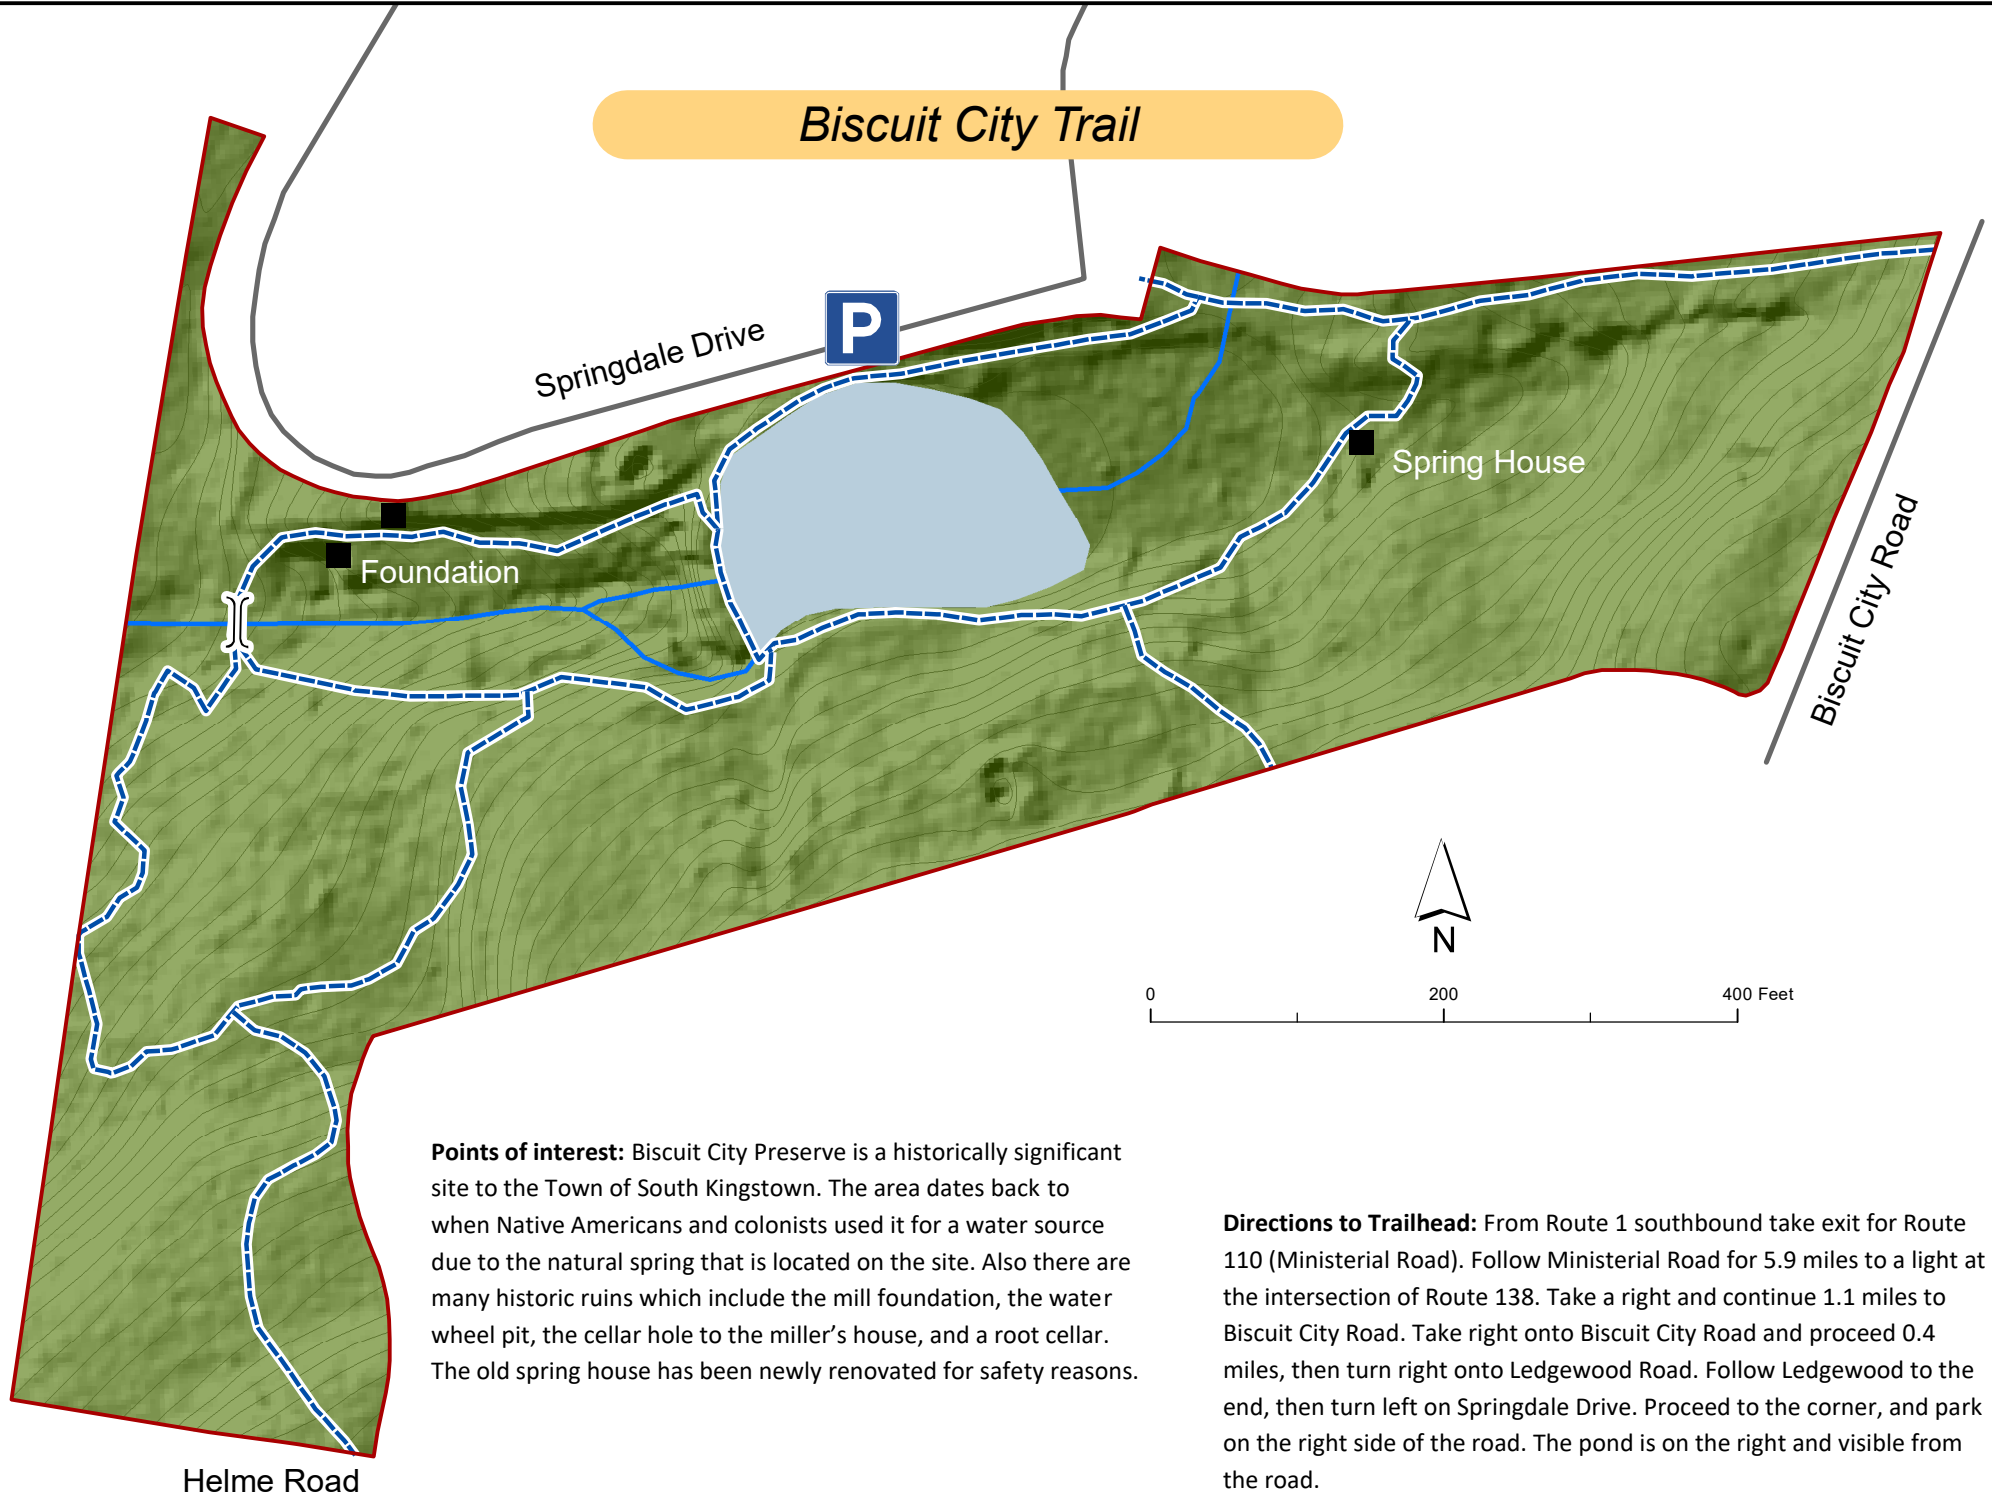 Biscuit City Trail
P
Springdale Drive
Spring House
Foundation
Biscuit City Road
N
0 200 400 Feet
Points of interest: Biscuit City Preserve is a historically significant
site to the Town of South Kingstown. The area dates back to
when Native Americans and colonists used it for a water source
due to the natural spring that is located on the site. Also there are
many historic ruins which include the mill foundation, the water
wheel pit, the cellar hole to the miller’s house, and a root cellar.
The old spring house has been newly renovated for safety reasons.
Directions to Trailhead: From Route 1 southbound take exit for Route
110 (Ministerial Road). Follow Ministerial Road for 5.9 miles to a light at
the intersection of Route 138. Take a right and continue 1.1 miles to
Biscuit City Road. Take right onto Biscuit City Road and proceed 0.4
miles, then turn right onto Ledgewood Road. Follow Ledgewood to the
end, then turn left on Springdale Drive. Proceed to the corner, and park
on the right side of the road. The pond is on the right and visible from
the road.
Helme Road